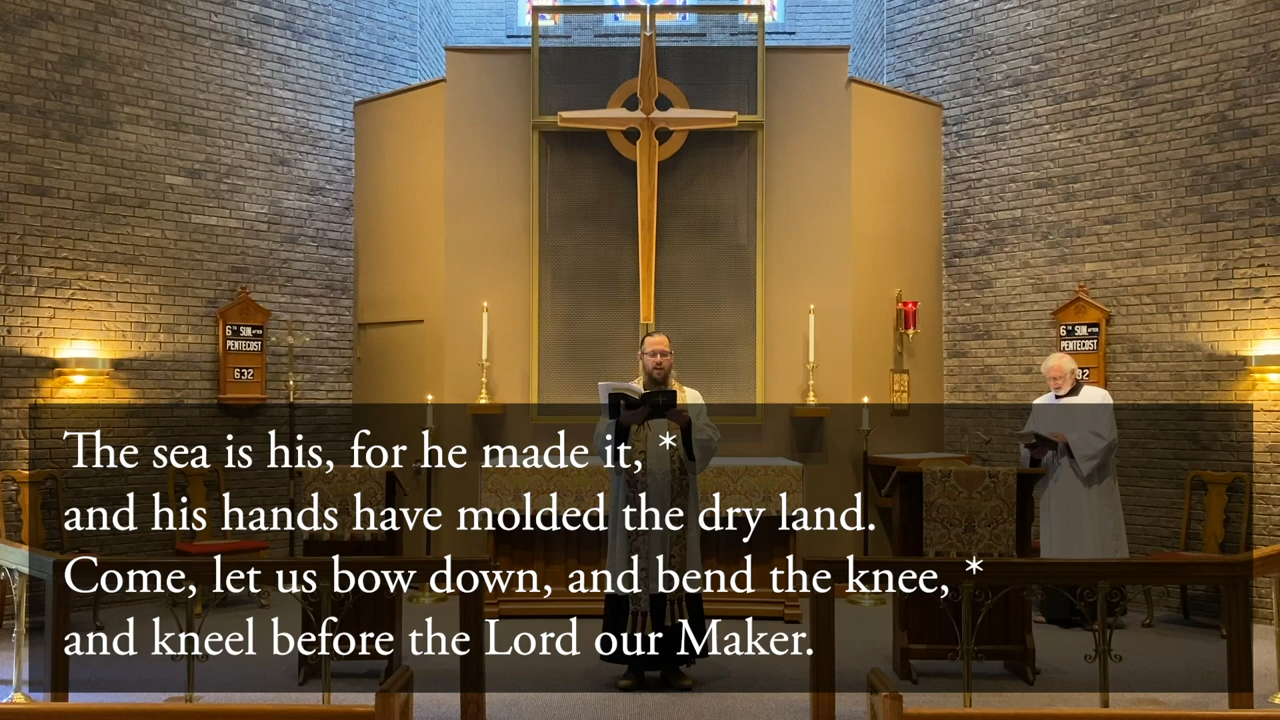 6TH SUN. AFTER
PENTECOST
632
6TH SUN. AFTER
PENTECOST
32
The sea is his, for he made it, *
and his hands have molded the dry land.
Come, let us bow down, and bend the knee, *
and kneel before the Lord our Maker.